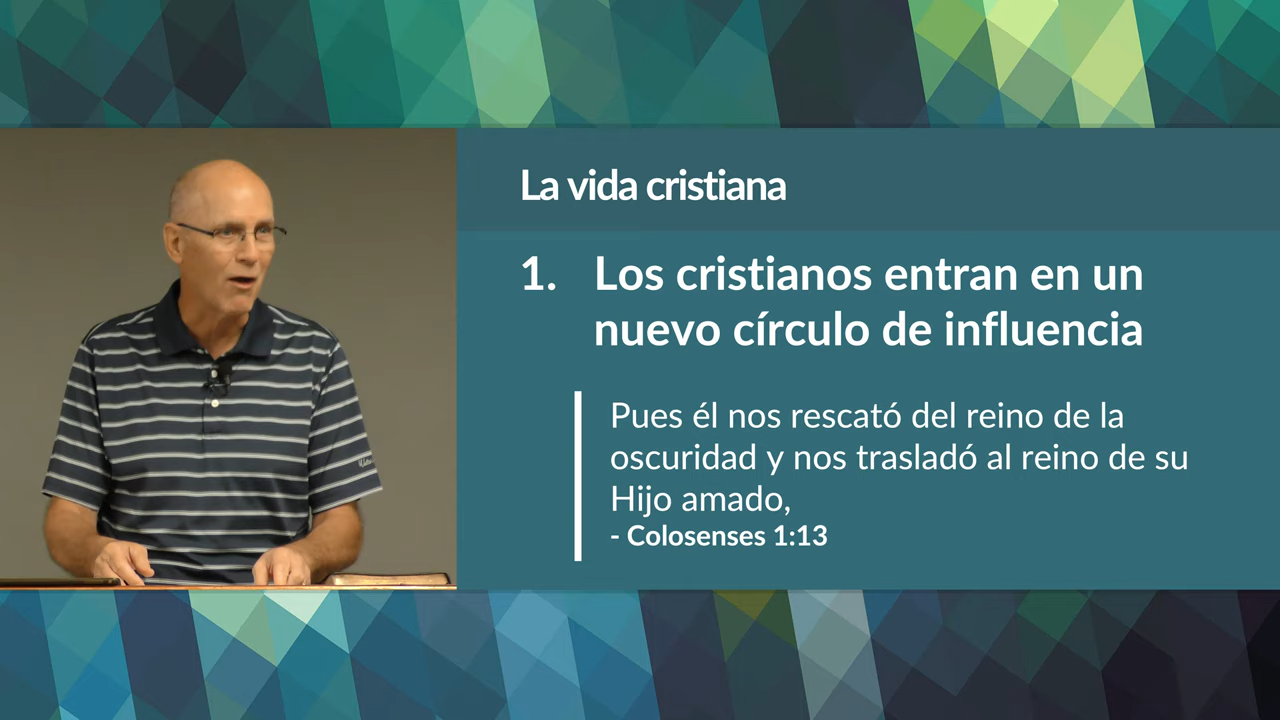 La vida cristiana
1. Los cristianos entran en un
nuevo círculo de influencia
Pues él nos rescató del reino de la
oscuridad y nos trasladó al reino de su
Hijo amado,
- Colosenses 1:13